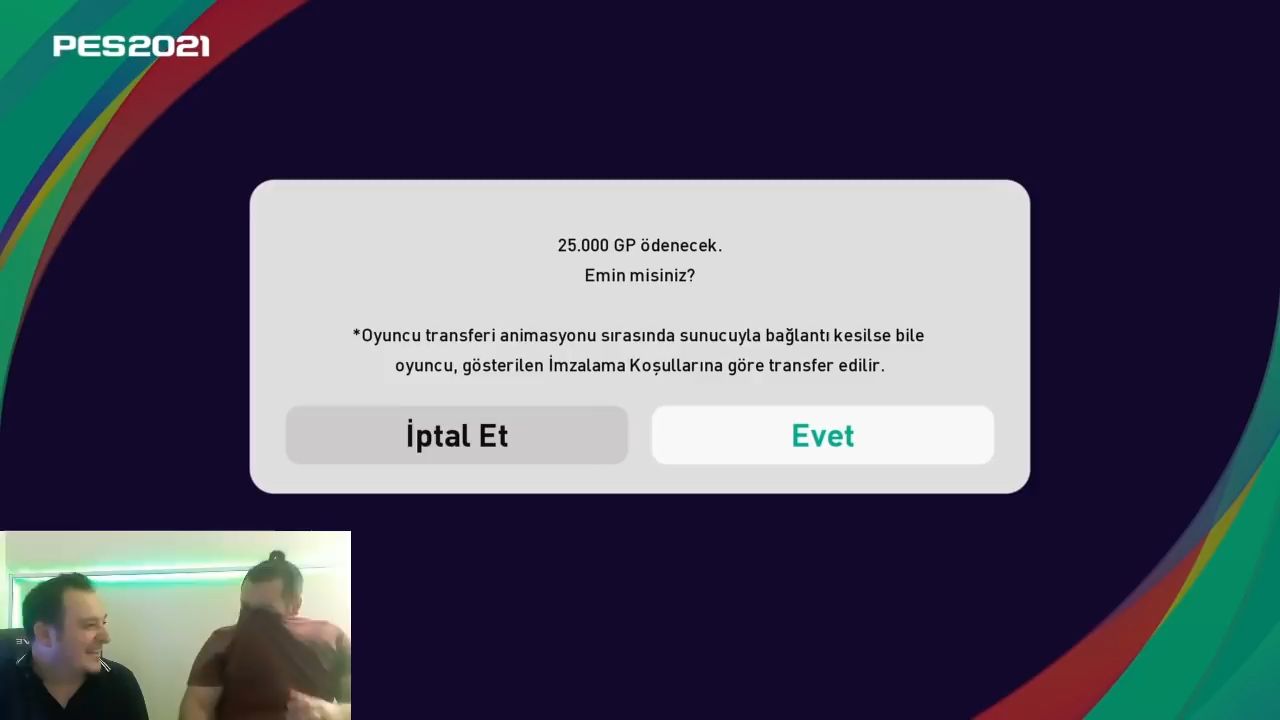 PES2021
25.000 GP ödenecek.
Emin misiniz?
*Oyuncu transferi animasyonu sırasında sunucuyla bağlantı kesilse bile
oyuncu, gösterilen İmzalama Koşullarına göre transfer edilir.
İptal Et
Evet